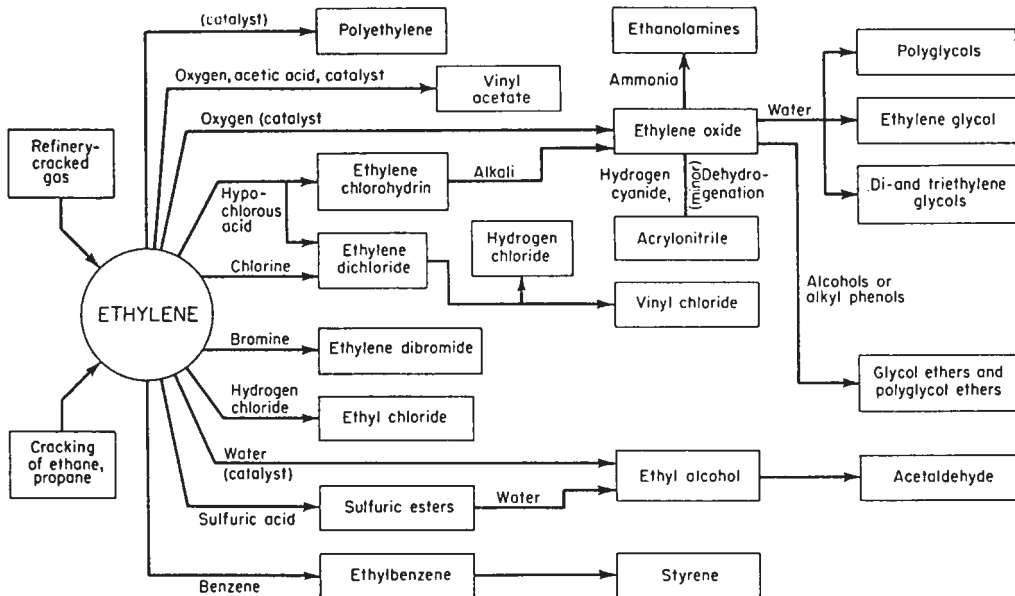 (catalyst)
Polyethylene
Ethanolamines
Polyglycols
Oxygen, acetic acid, catalyst
Vinyl
acetate
Ammonia
Water
Oxygen (catalyst
Ethylene oxide
Ethylene glycol
Refinery-
cracked
gas
Ethylene
chlorohydrin
Alkali
Hydrogen
cyanide,
(minor)
Dehydro-
genation
Di-and triethylene
glycols
Hypo-
chlorous
acid
Acrylonitrile
Ethylene
dichloride
Hydrogen
chloride
Chlorine
Vinyl chloride
Alcohols or
alkyl phenols
ETHYLENE
Bromine
Ethylene dibromide
Hydrogen
chloride
Ethyl chloride
Glycol ethers and
polyglycol ethers
Cracking
of ethane,
propane
Water
(catalyst)
Ethyl alcohol
Acetaldehyde
Sulfuric acid
Sulfuric esters
Water
Benzene
Ethylbenzene
Styrene